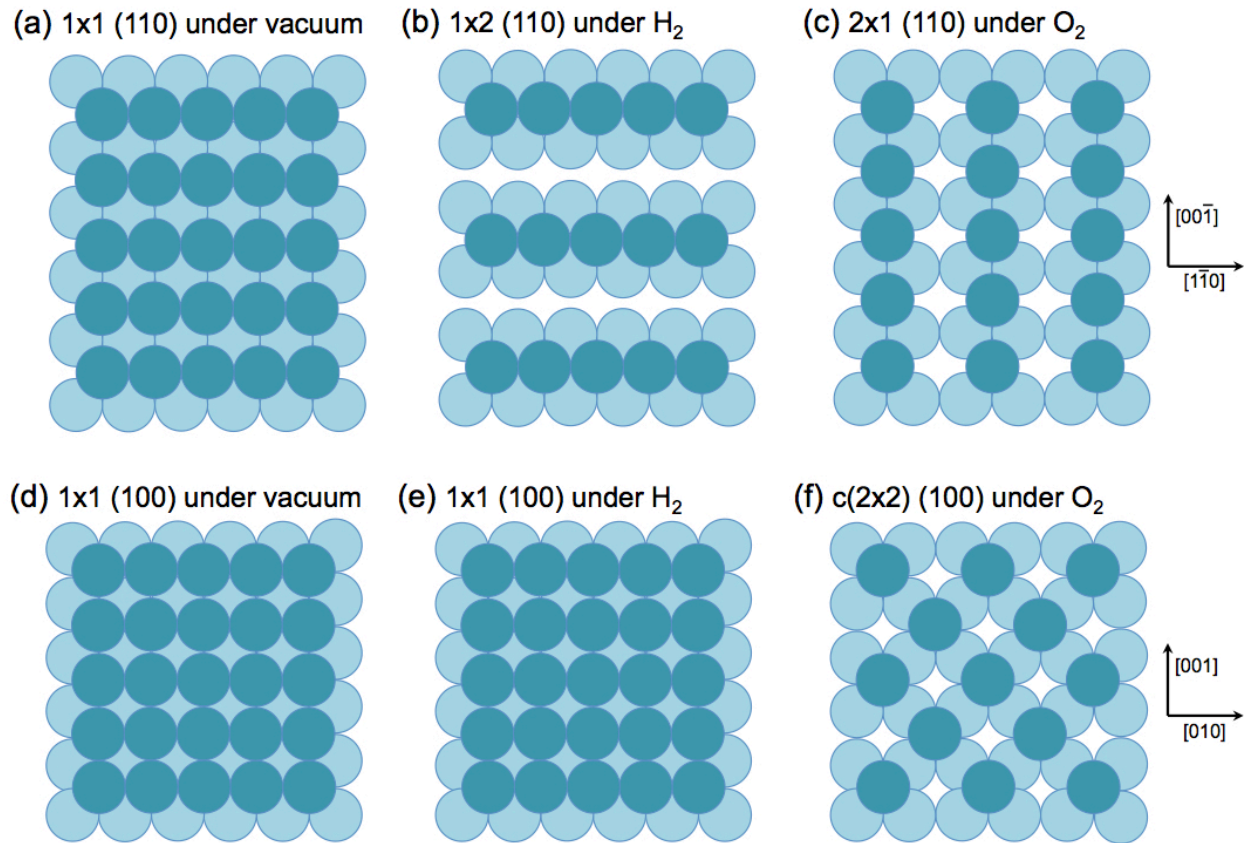 (a) 1x1 (110) under vacuum
(b) 1x2 (110) under H₂
(c) 2x1 (110) under O₂
[001̅]
[11̅0]
(d) 1x1 (100) under vacuum
(e) 1x1 (100) under H₂
(f) c(2x2) (100) under O₂
[001]
[010]